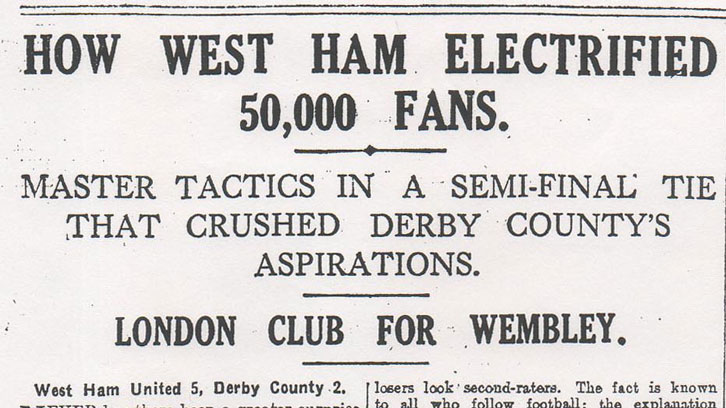 HOW WEST HAM ELECTRIFIED
50,000 FANS.
MASTER TACTICS IN A SEMI-FINAL TIE
THAT CRUSHED DERBY COUNTY'S
ASPIRATIONS.
LONDON CLUB FOR WEMBLEY.
West Ham United 5, Derby County 2.
losers look second-raters. The fact is known
to all who follow football: the explanation